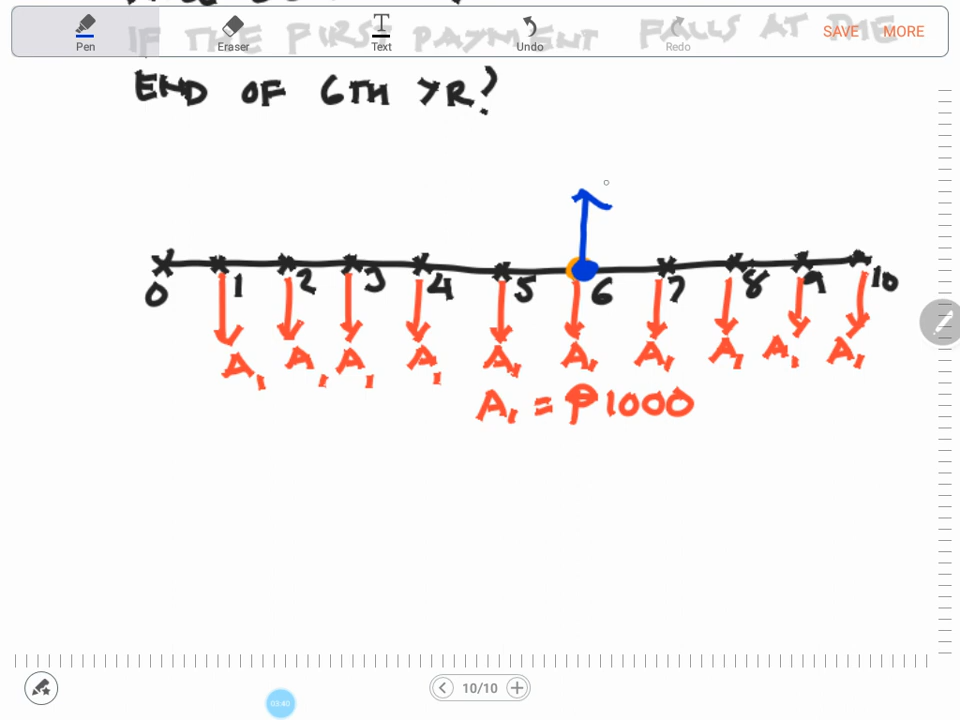 IF THE FIRST PAYMENT FALLS AT THE
Pen
Eraser
Text
Undo
Redo
SAVE
MORE
END OF 6TH YR?
0 1 2 3 4 5 6 7 8 9 10
A₁ A₁ A₁ A₁ A₁ A₁ A₁ A₁ A₁ A₁
A₁ = ₱1000
10/10
03:40